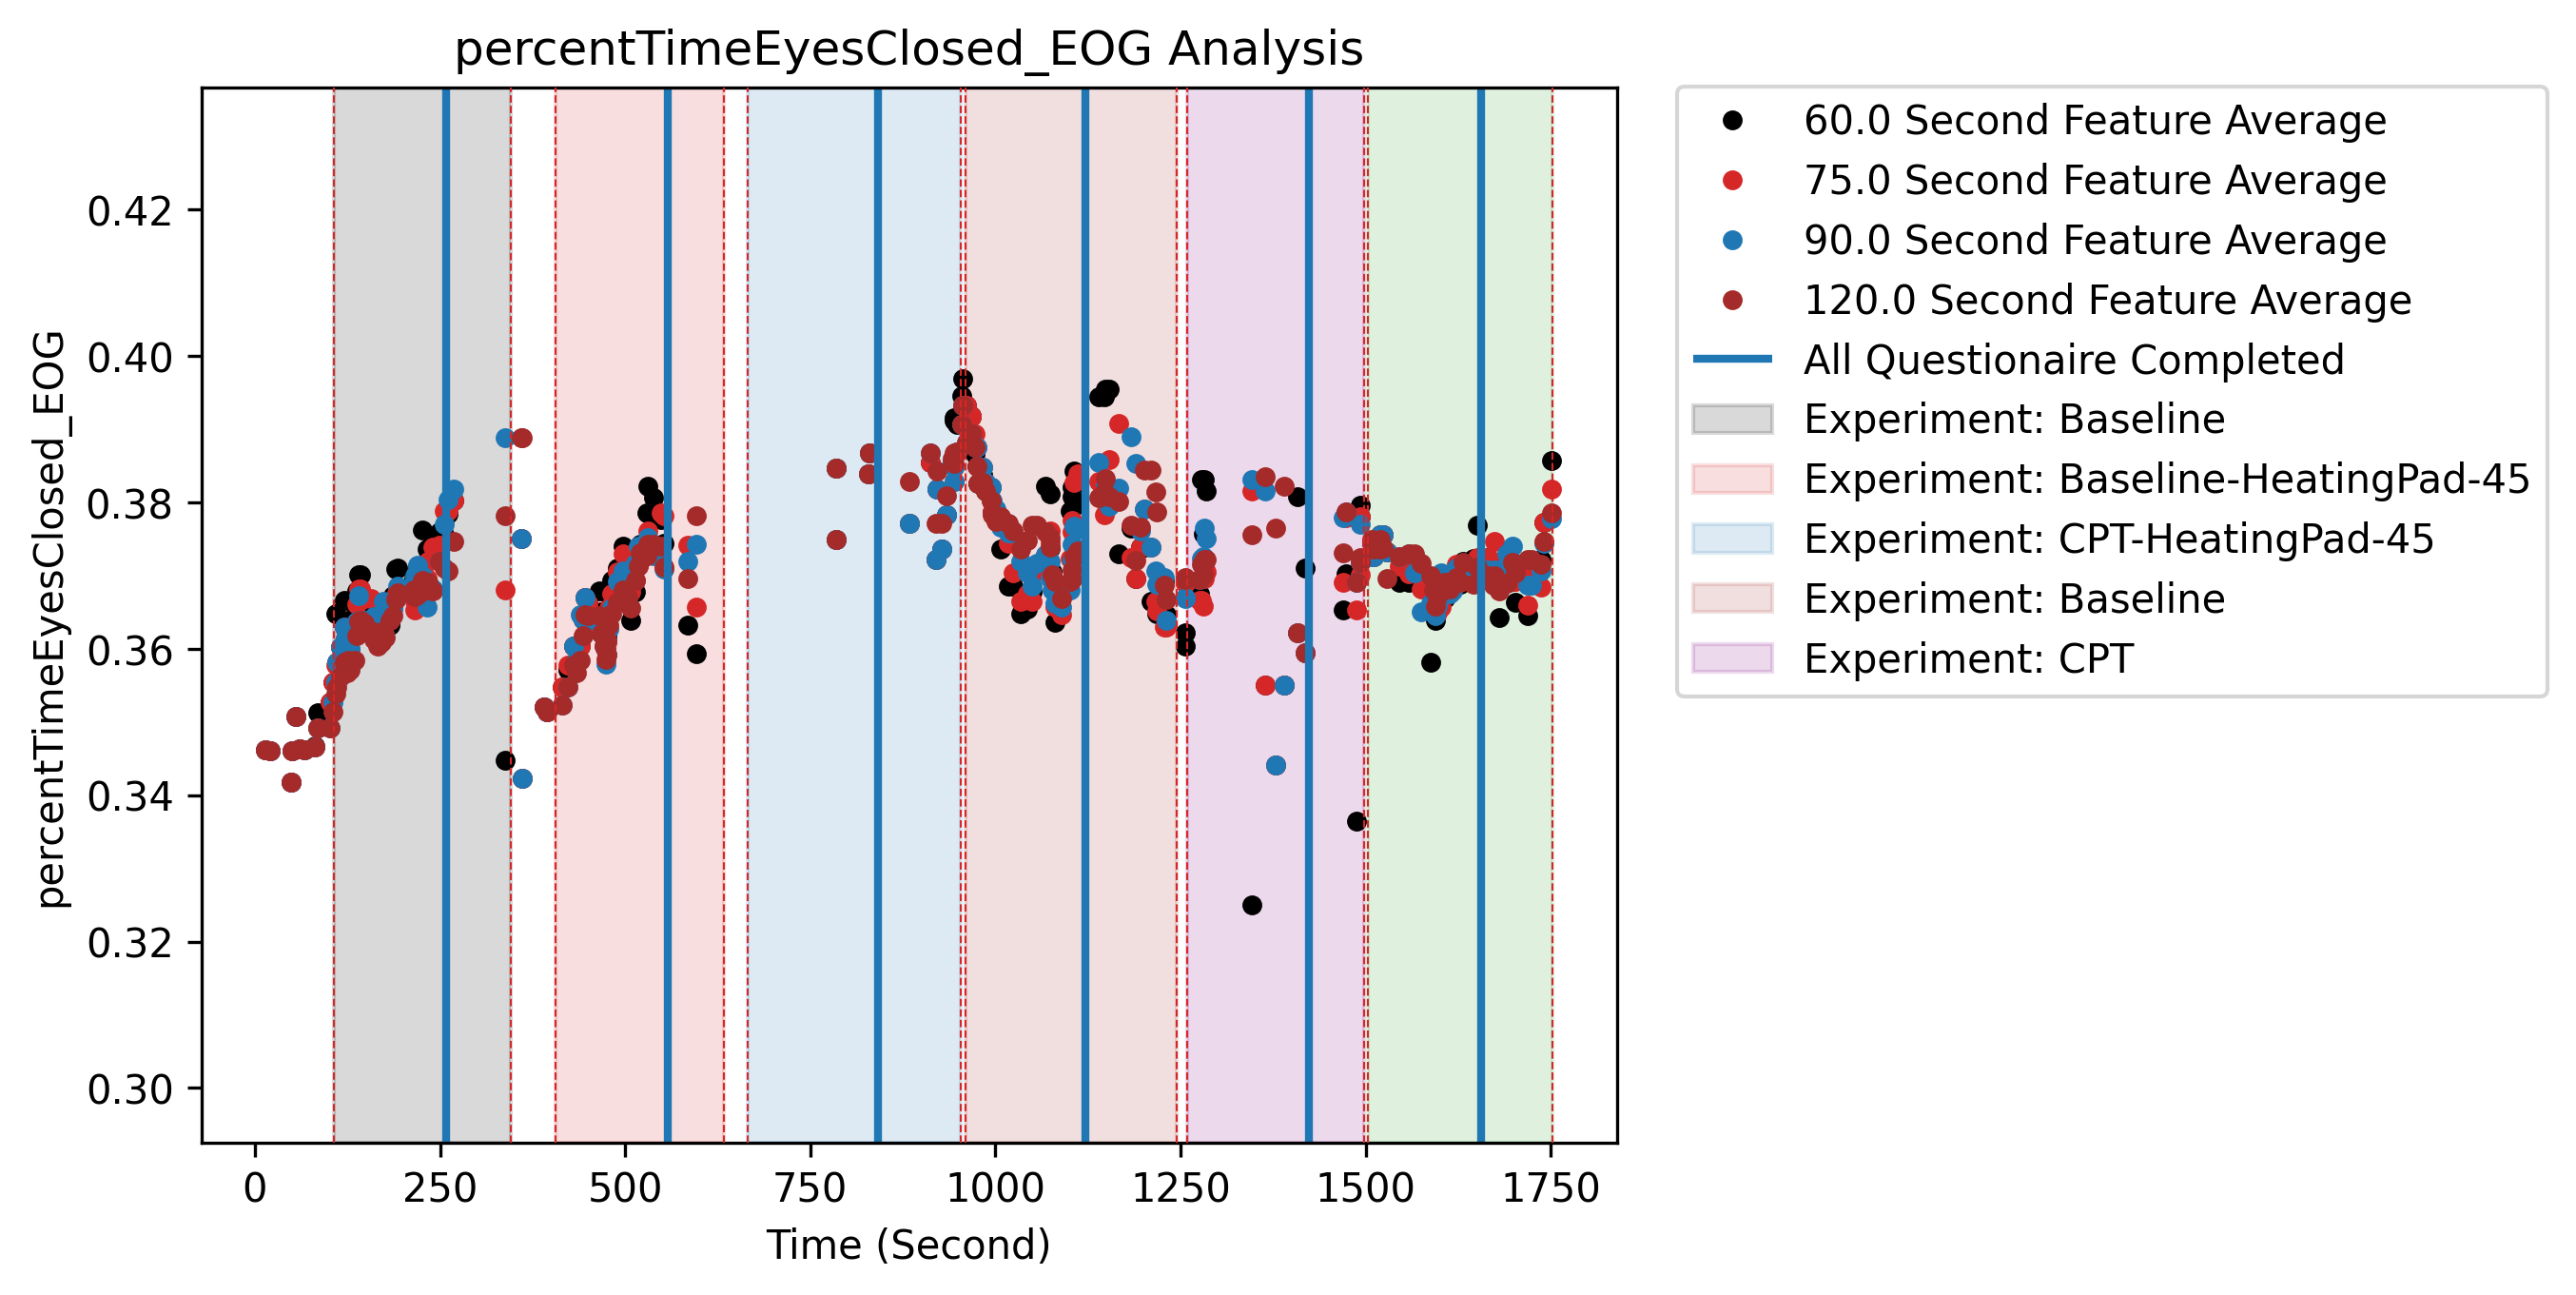 percentTimeEyesClosed_EOG Analysis
percentTimeEyesClosed_EOG
0.42
0.40
0.38
0.36
0.34
0.32
0.30
0 250 500 750 1000 1250 1500 1750
Time (Second)
60.0 Second Feature Average
75.0 Second Feature Average
90.0 Second Feature Average
120.0 Second Feature Average
All Questionaire Completed
Experiment: Baseline
Experiment: Baseline-HeatingPad-45
Experiment: CPT-HeatingPad-45
Experiment: Baseline
Experiment: CPT